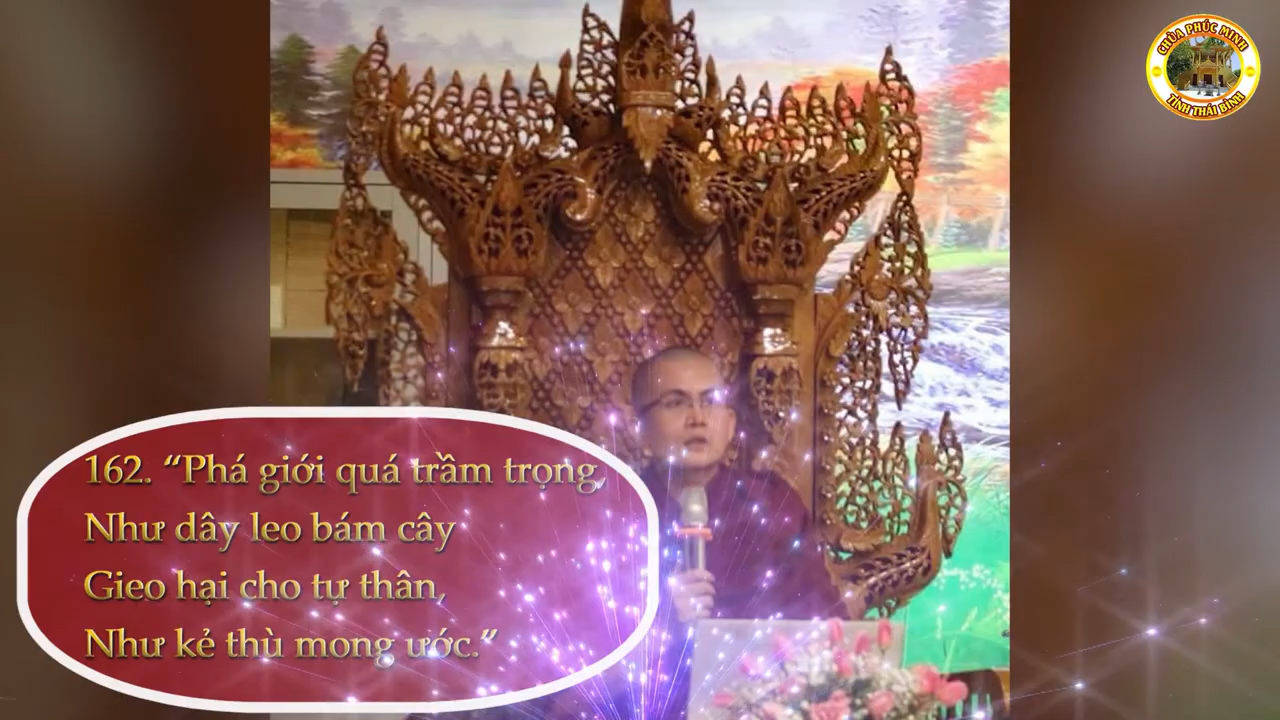 CHÙA PHÚC MINH
TỈNH THÁI BÌNH
162. “Phá giới quá trầm trọng,
Như dây leo bám cây
Gieo hại cho tự thân,
Như kẻ thù mong ước.”